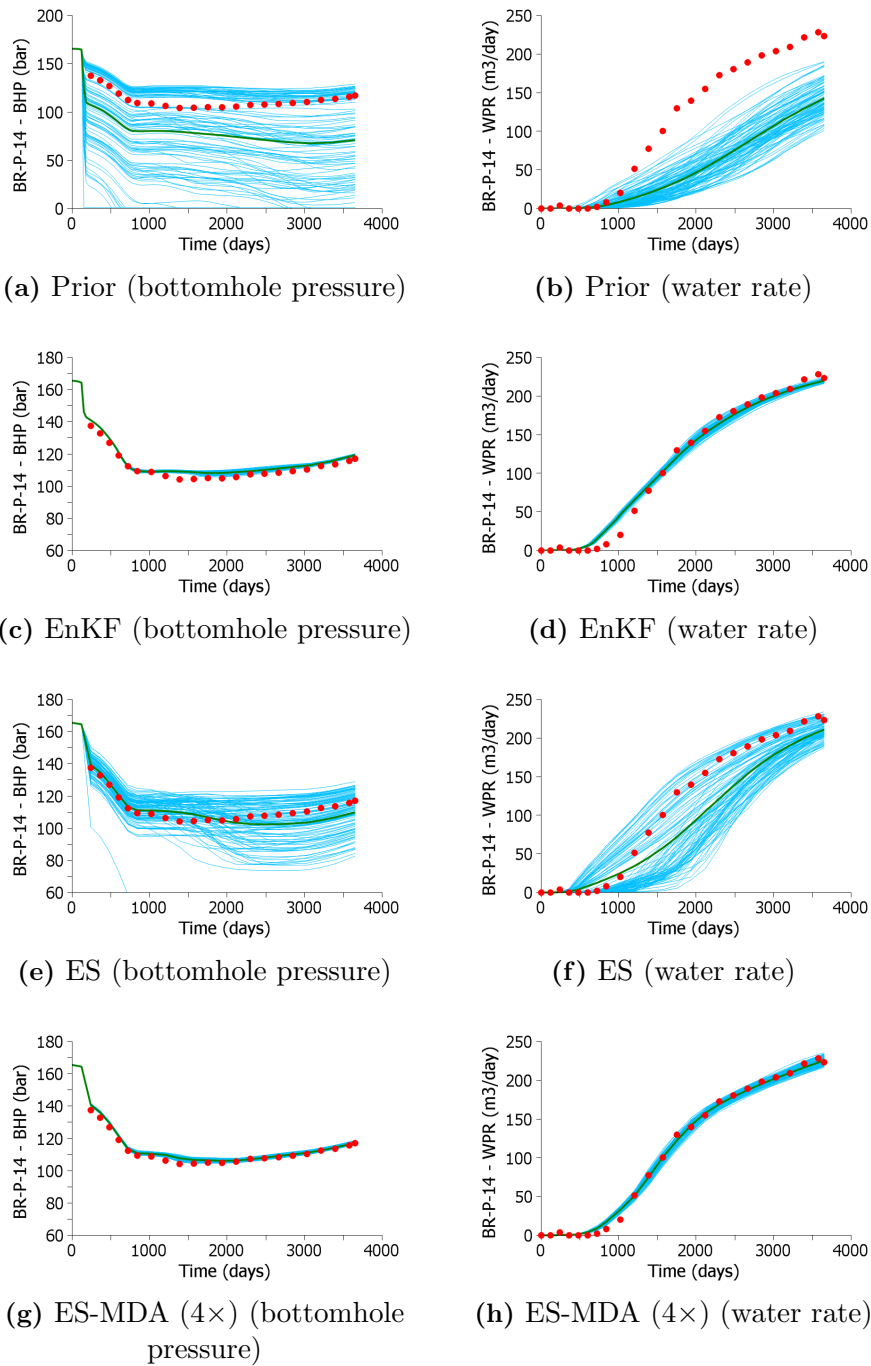 200
150
100
50
0
BR-P-14 - BHP (bar)
0 1000 2000 3000 4000
Time (days)
(a) Prior (bottomhole pressure)
250
200
150
100
50
0
BR-P-14 - WPR (m3/day)
0 1000 2000 3000 4000
Time (days)
(b) Prior (water rate)
180
160
140
120
100
80
60
BR-P-14 - BHP (bar)
0 1000 2000 3000 4000
Time (days)
(c) EnKF (bottomhole pressure)
250
200
150
100
50
0
BR-P-14 - WPR (m3/day)
0 1000 2000 3000 4000
Time (days)
(d) EnKF (water rate)
180
160
140
120
100
80
60
BR-P-14 - BHP (bar)
0 1000 2000 3000 4000
Time (days)
(e) ES (bottomhole pressure)
250
200
150
100
50
0
BR-P-14 - WPR (m3/day)
0 1000 2000 3000 4000
Time (days)
(f) ES (water rate)
180
160
140
120
100
80
60
BR-P-14 - BHP (bar)
0 1000 2000 3000 4000
Time (days)
(g) ES-MDA (4×) (bottomhole
pressure)
250
200
150
100
50
0
BR-P-14 - WPR (m3/day)
0 1000 2000 3000 4000
Time (days)
(h) ES-MDA (4×) (water rate)